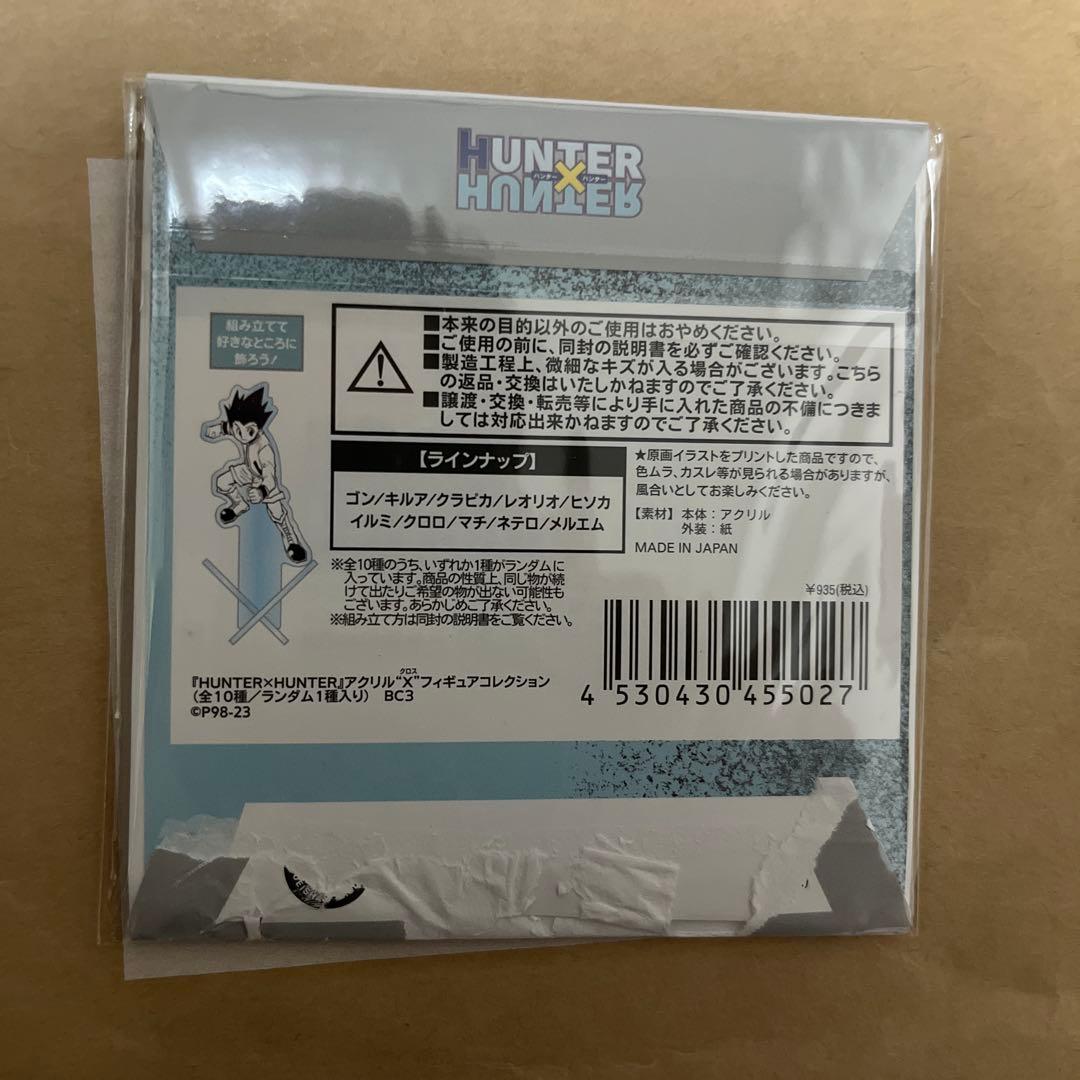 HUNTER
ハンター×ハンター
HUNTER
組み立てて
好きなところに
飾ろう!
■本来の目的以外のご使用はおやめください。
■ご使用の前に、同封の説明書を必ずご確認ください。
■製造工程上、微細なキズが入る場合がございます。こちら
の返品・交換はいたしかねますのでご了承ください。
■譲渡・交換・転売等により手に入れた商品の不備につきま
しては対応出来かねますのでご了承ください。
【ラインナップ】
ゴン/キルア/クラピカ/レオリオ/ヒソカ
イルミ/クロロ/マチ/ネテロ/メルエム
★原画イラストをプリントした商品ですので、
色ムラ、カスレ等が見られる場合がありますが、
風合いとしてお楽しみください。
【素材】本体：アクリル
外装：紙
MADE IN JAPAN
※全10種のうち、いずれか1種がランダムに
入っています。商品の性質上、同じ物が続
けて出たりご希望の物が出ない可能性も
ございます。あらかじめご了承ください。
※組み立て方は同封の説明書をご覧ください。
¥935(税込)
クロス
『HUNTER×HUNTER』アクリル“X”フィギュアコレクション
(全10種/ランダム1種入り) BC3
©P98-23
4 530430 455027